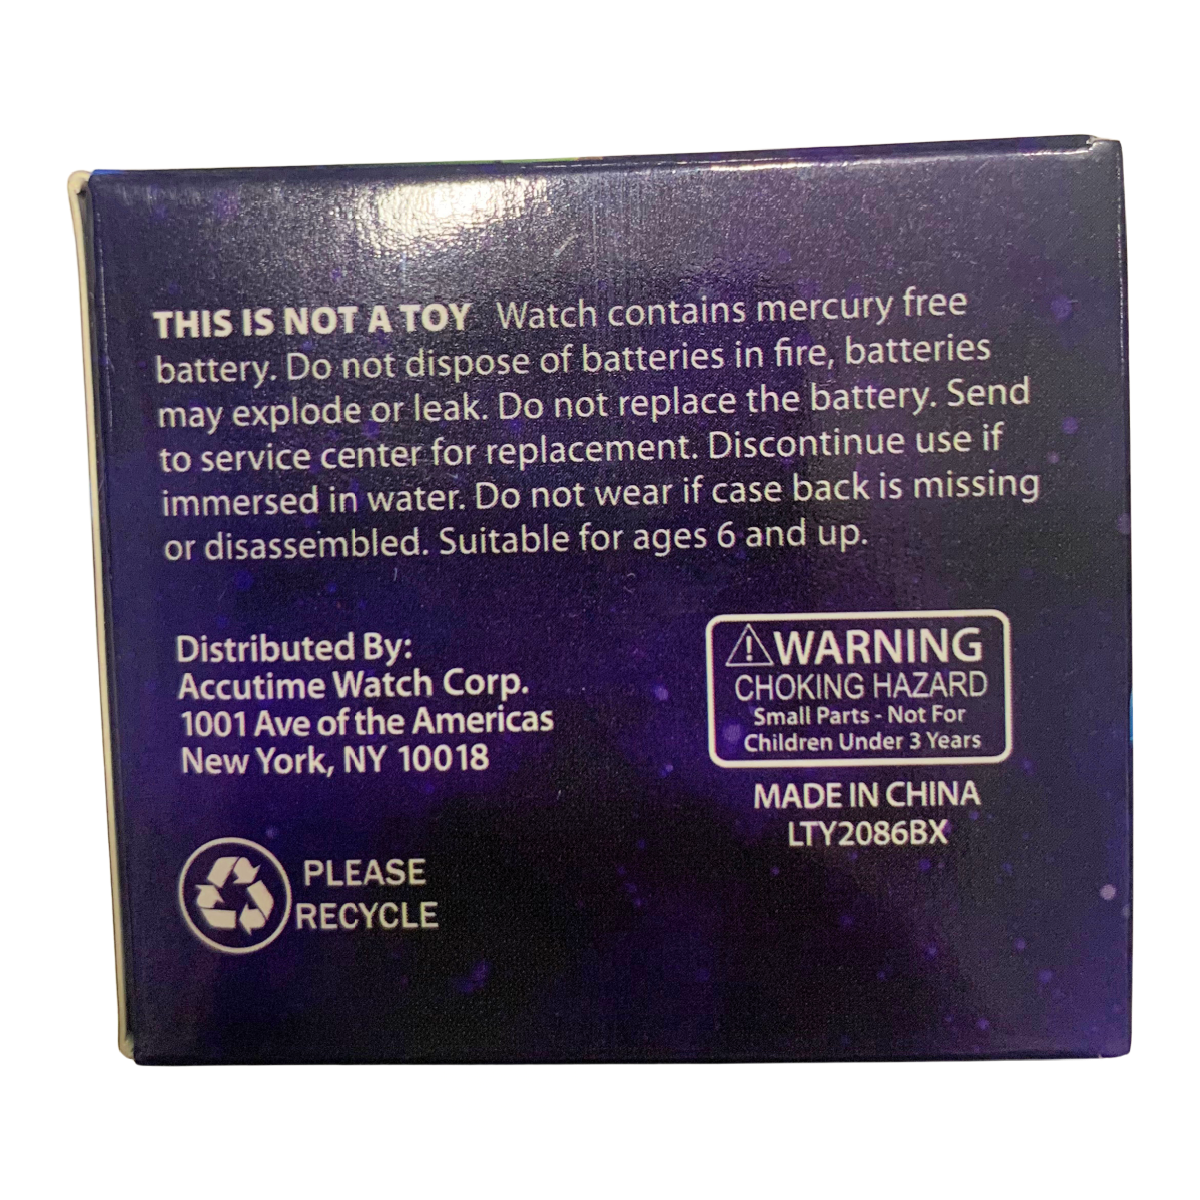 THIS IS NOT A TOY Watch contains mercury free
battery. Do not dispose of batteries in fire, batteries
may explode or leak. Do not replace the battery. Send
to service center for replacement. Discontinue use if
immersed in water. Do not wear if case back is missing
or disassembled. Suitable for ages 6 and up.
Distributed By:
Accutime Watch Corp.
1001 Ave of the Americas
New York, NY 10018
PLEASE
RECYCLE
WARNING
CHOKING HAZARD
Small Parts - Not For
Children Under 3 Years
MADE IN CHINA
LTY2086BX